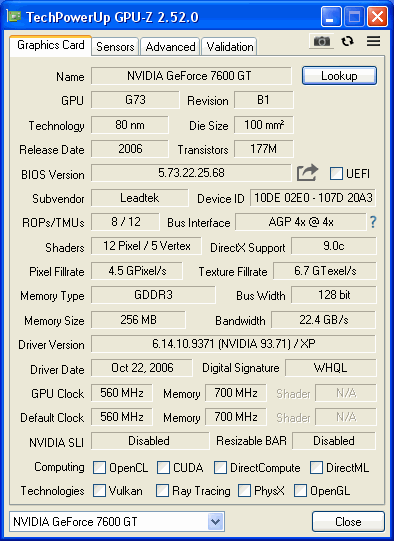 TechPowerUp GPU-Z 2.52.0
Graphics Card Sensors Advanced Validation
Name NVIDIA GeForce 7600 GT Lookup
GPU G73 Revision B1
Technology 80 nm Die Size 100 mm²
Release Date 2006 Transistors 177M
BIOS Version 5.73.22.25.68 UEFI
Subvendor Leadtek Device ID 10DE 02E0 - 107D 20A3
ROPs/TMUs 8 / 12 Bus Interface AGP 4x @ 4x ?
Shaders 12 Pixel / 5 Vertex DirectX Support 9.0c
Pixel Fillrate 4.5 GPixel/s Texture Fillrate 6.7 GTexel/s
Memory Type GDDR3 Bus Width 128 bit
Memory Size 256 MB Bandwidth 22.4 GB/s
Driver Version 6.14.10.9371 (NVIDIA 93.71) / XP
Driver Date Oct 22, 2006 Digital Signature WHQL
GPU Clock 560 MHz Memory 700 MHz Shader N/A
Default Clock 560 MHz Memory 700 MHz Shader N/A
NVIDIA SLI Disabled Resizable BAR Disabled
Computing OpenCL CUDA DirectCompute DirectML
Technologies Vulkan Ray Tracing PhysX OpenGL
NVIDIA GeForce 7600 GT Close